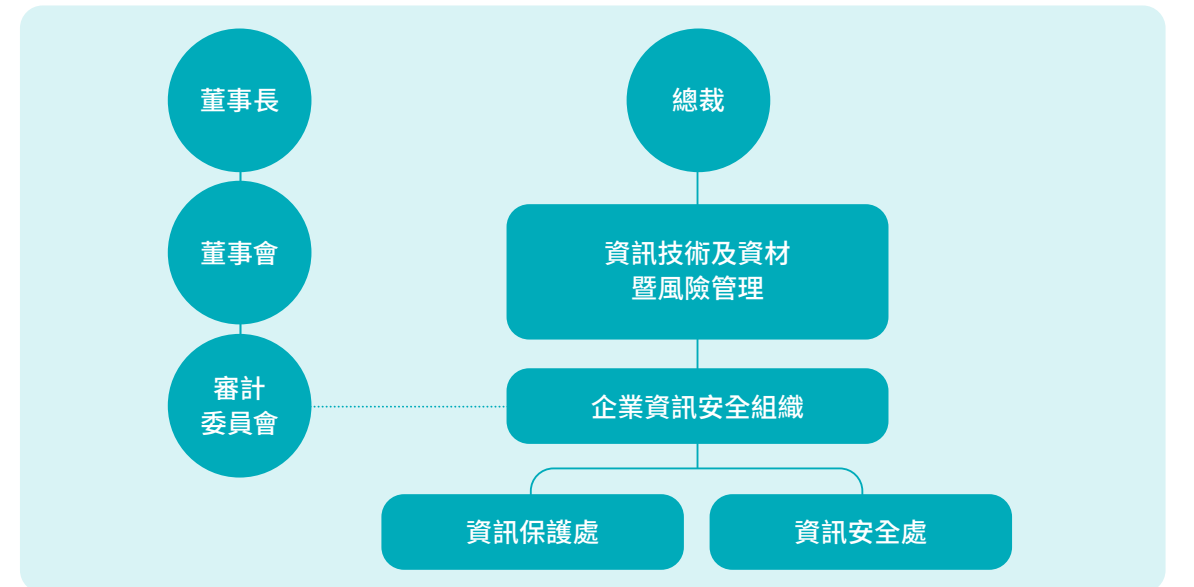 董事長
總裁
董事會
資訊技術及資材
暨風險管理
審計
委員會
企業資訊安全組織
資訊保護處
資訊安全處